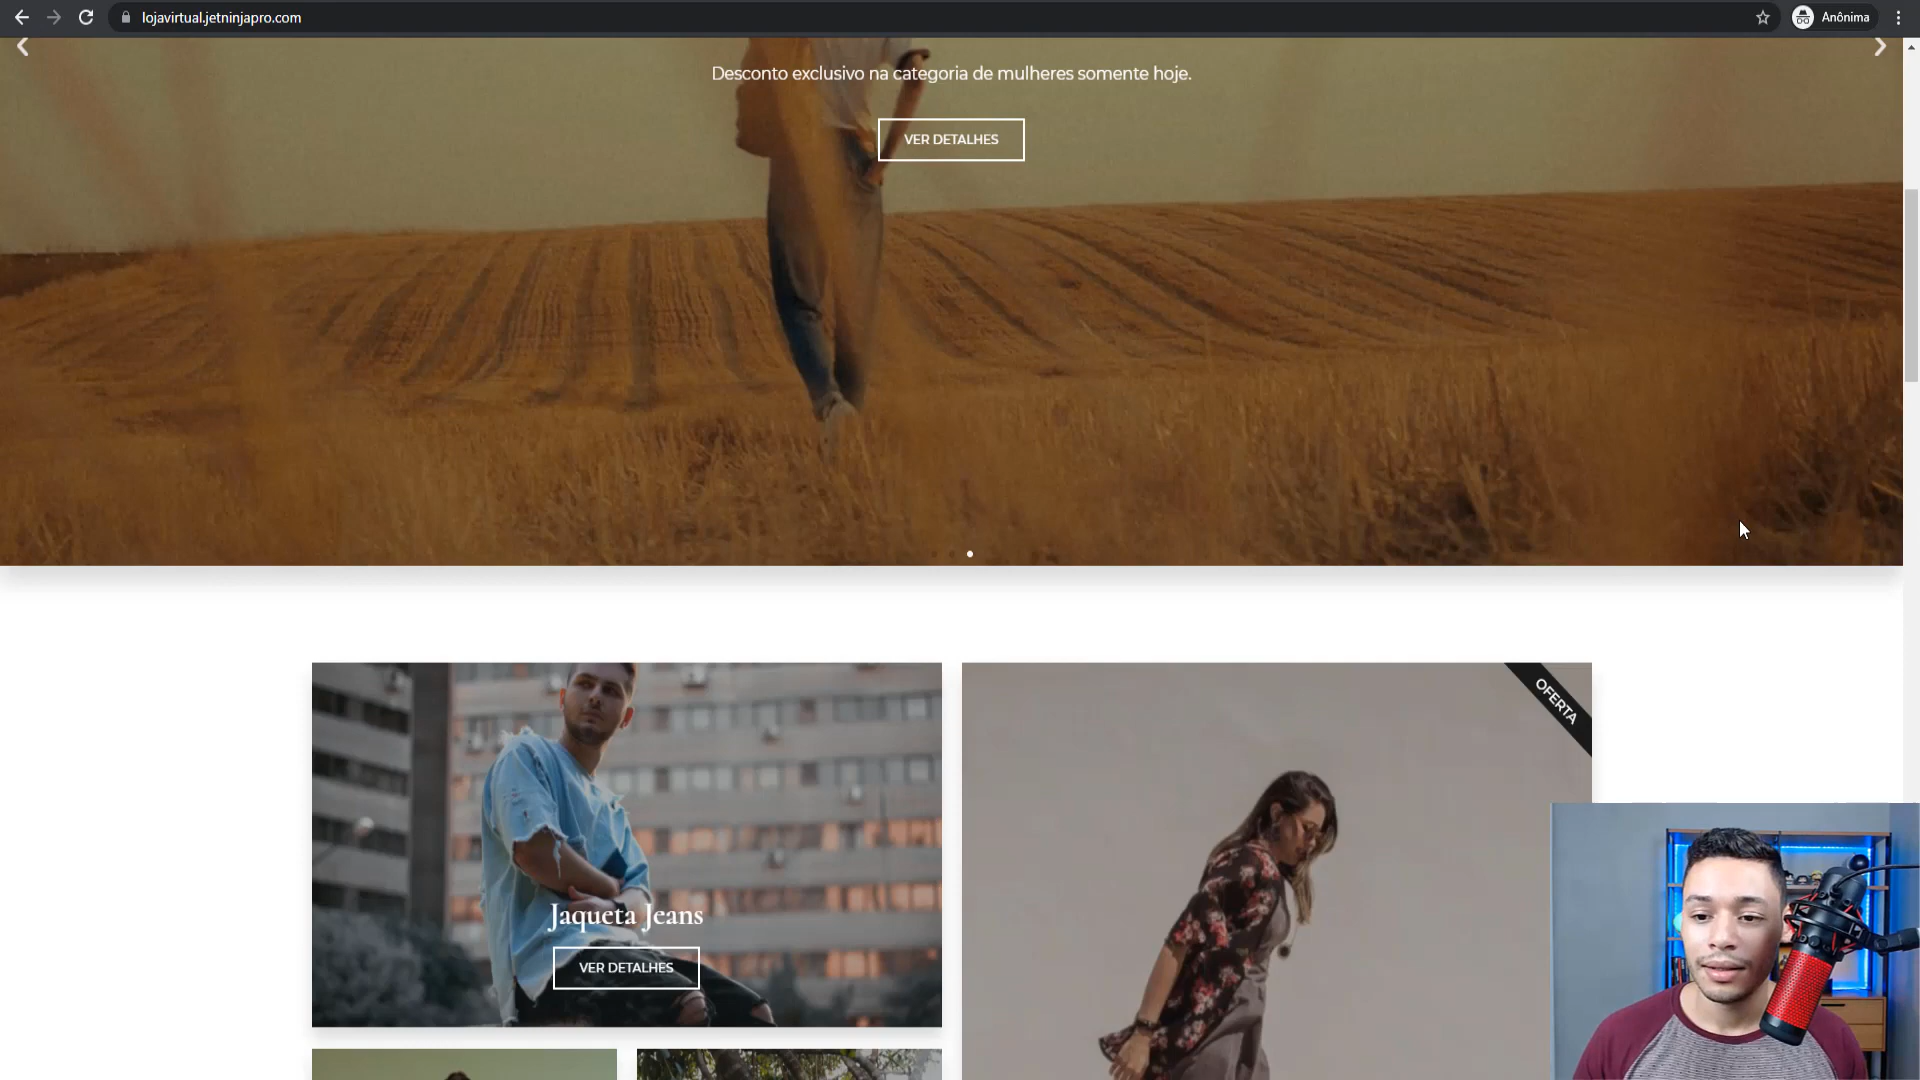 lojavirtual.jetninjapro.com
Anônima
Desconto exclusivo na categoria de mulheres somente hoje.
VER DETALHES
OFERTA
Jaqueta Jeans
VER DETALHES